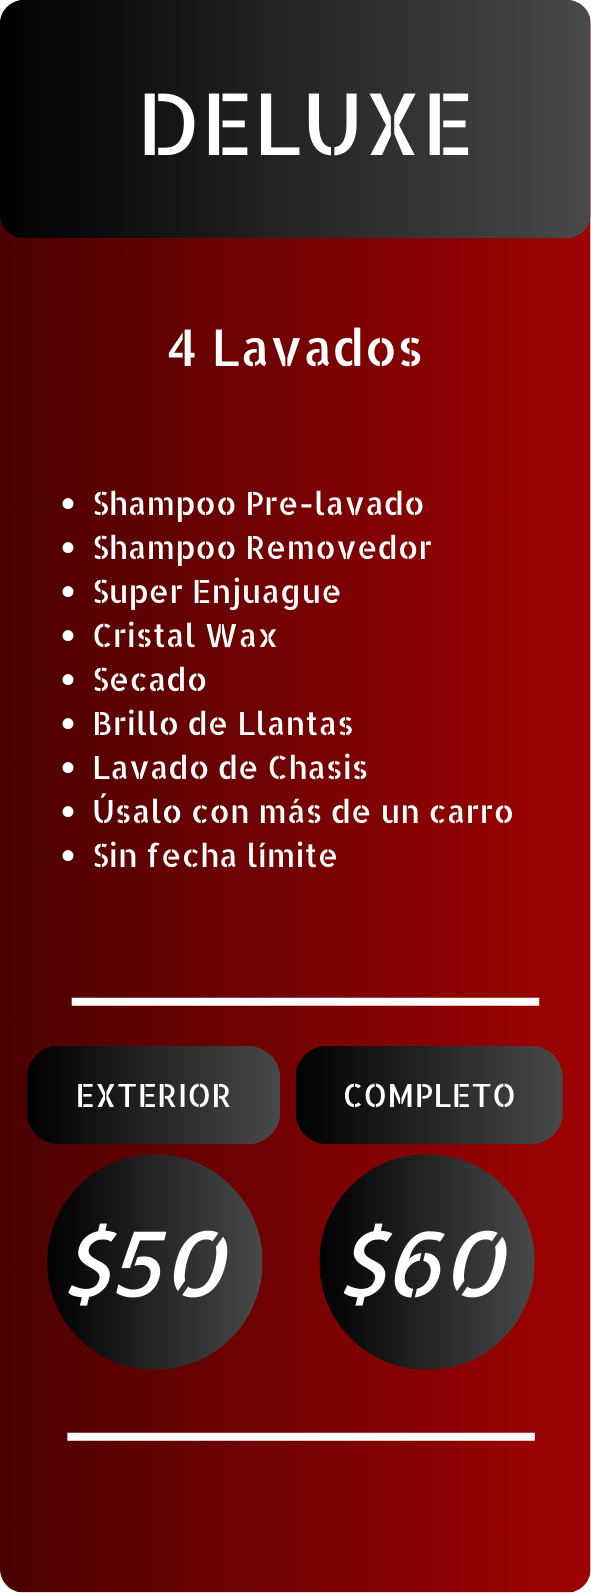 DELUXE
4 Lavados
• Shampoo Pre-lavado
• Shampoo Removedor
• Super Enjuague
• Cristal Wax
• Secado
• Brillo de Llantas
• Lavado de Chasis
• Úsalo con más de un carro
• Sin fecha límite
EXTERIOR COMPLETO
$50 $60